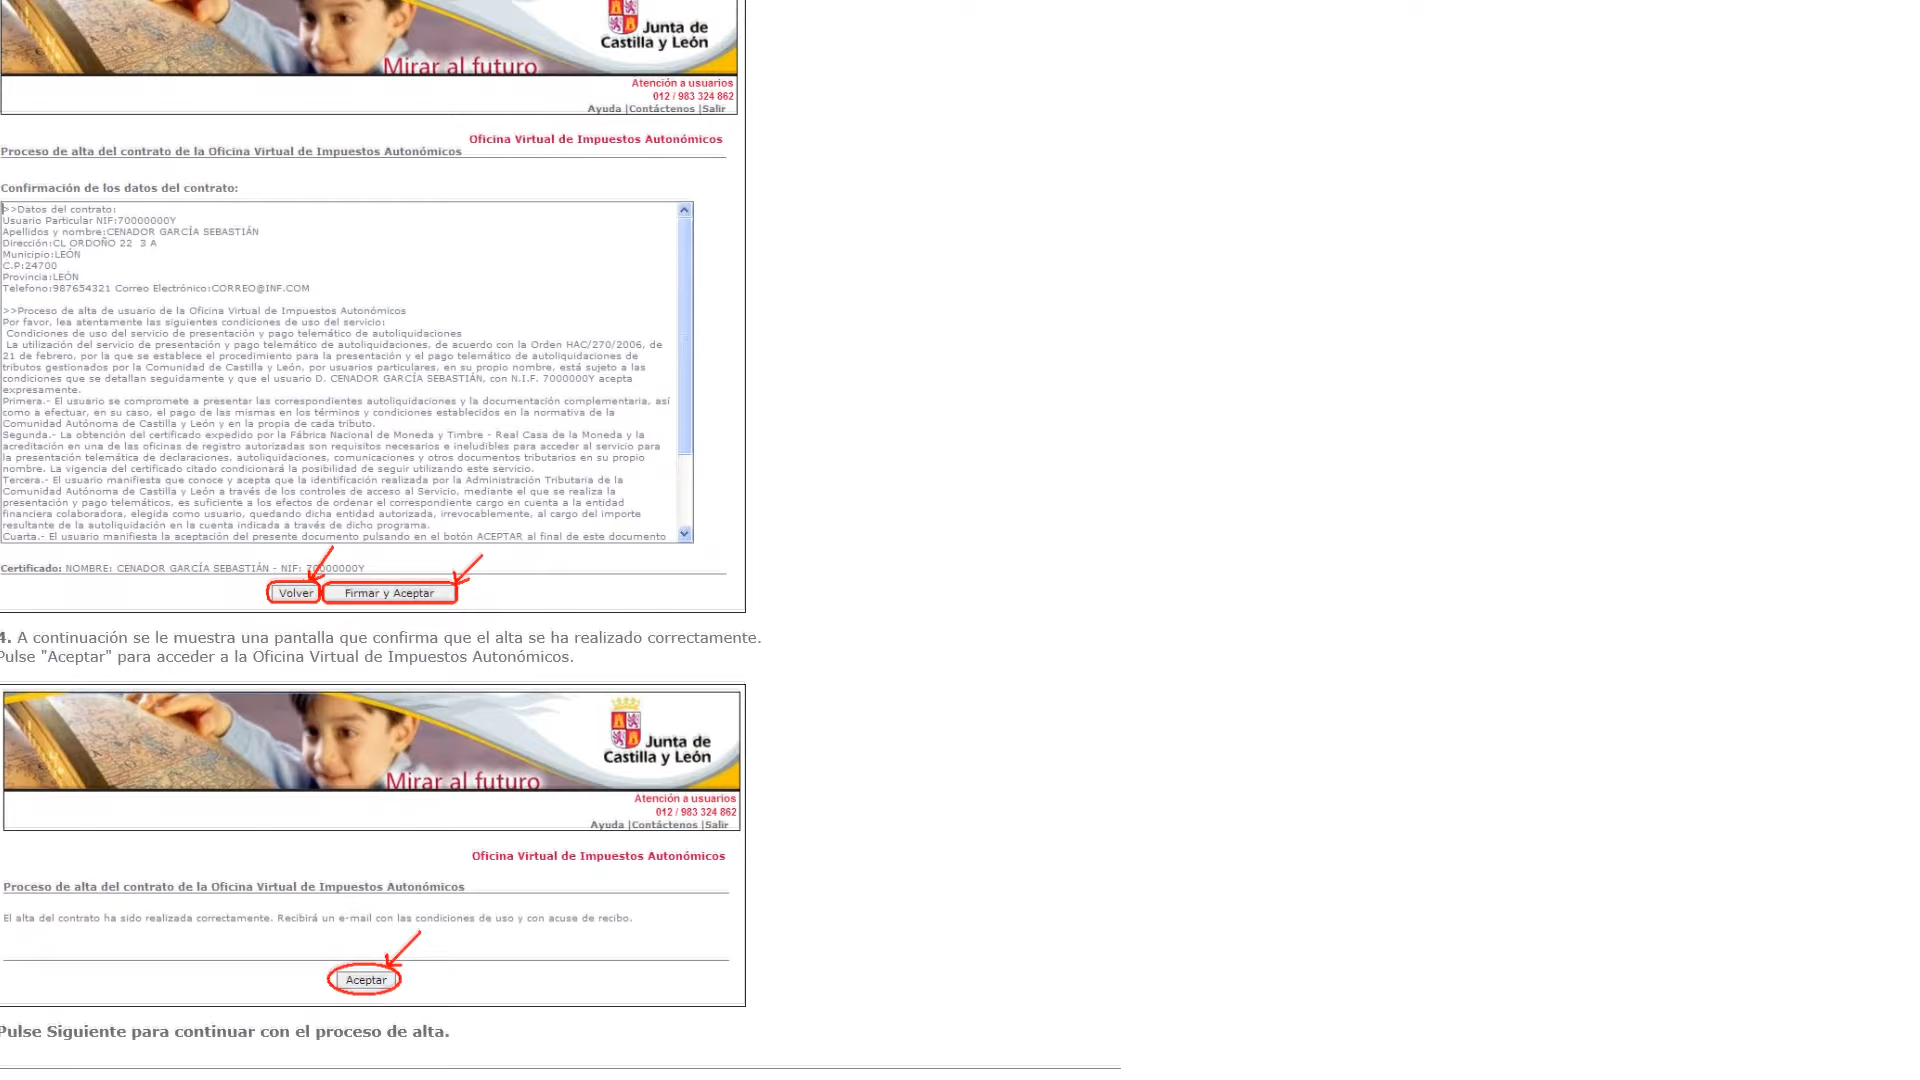 Junta de
Castilla y León
Mirar al futuro
Atención a usuarios
012 / 983 324 862
Ayuda |Contáctenos |Salir
Oficina Virtual de Impuestos Autonómicos
Proceso de alta del contrato de la Oficina Virtual de Impuestos Autonómicos
Confirmación de los datos del contrato:
>>Datos del contrato:
Usuario Particular NIF:70000000Y
Apellidos y nombre:CENADOR GARCÍA SEBASTIÁN
Dirección:CL ORDOÑO 22  3 A
Municipio:LEÓN
C.P:24700
Provincia:LEÓN
Telefono:987654321 Correo Electrónico:CORREO@INF.COM
>>Proceso de alta de usuario de la Oficina Virtual de Impuestos Autonómicos
Por favor, lea atentamente las siguientes condiciones de uso del servicio:
Condiciones de uso del servicio de presentación y pago telemático de autoliquidaciones
La utilización del servicio de presentación y pago telemático de autoliquidaciones, de acuerdo con la Orden HAC/270/2006, de
21 de febrero, por la que se establece el procedimiento para la presentación y el pago telemático de autoliquidaciones de
tributos gestionados por la Comunidad de Castilla y León, por usuarios particulares, en su propio nombre, está sujeto a las
condiciones que se detallan seguidamente y que el usuario D. CENADOR GARCÍA SEBASTIÁN, con N.I.F. 7000000Y acepta
expresamente.
Primera.- El usuario se compromete a presentar las correspondientes autoliquidaciones y la documentación complementaria, así
como a efectuar, en su caso, el pago de las mismas en los términos y condiciones establecidos en la normativa de la
Comunidad Autónoma de Castilla y León y en la propia de cada tributo.
Segunda.- La obtención del certificado expedido por la Fábrica Nacional de Moneda y Timbre - Real Casa de la Moneda y la
acreditación en una de las oficinas de registro autorizadas son requisitos necesarios e ineludibles para acceder al servicio para
la presentación telemática de declaraciones, autoliquidaciones, comunicaciones y otros documentos tributarios en su propio
nombre. La vigencia del certificado citado condicionará la posibilidad de seguir utilizando este servicio.
Tercera.- El usuario manifiesta que conoce y acepta que la identificación realizada por la Administración Tributaria de la
Comunidad Autónoma de Castilla y León a través de los controles de acceso al Servicio, mediante el que se realiza la
presentación y pago telemáticos, es suficiente a los efectos de ordenar el correspondiente cargo en cuenta a la entidad
financiera colaboradora, elegida como usuario, quedando dicha entidad autorizada, irrevocablemente, al cargo del importe
resultante de la autoliquidación en la cuenta indicada a través de dicho programa.
Cuarta.- El usuario manifiesta la aceptación del presente documento pulsando en el botón ACEPTAR al final de este documento
Certificado: NOMBRE: CENADOR GARCÍA SEBASTIÁN - NIF: 70000000Y
Volver Firmar y Aceptar
4. A continuación se le muestra una pantalla que confirma que el alta se ha realizado correctamente.
Pulse "Aceptar" para acceder a la Oficina Virtual de Impuestos Autonómicos.
Junta de
Castilla y León
Mirar al futuro
Atención a usuarios
012 / 983 324 862
Ayuda |Contáctenos |Salir
Oficina Virtual de Impuestos Autonómicos
Proceso de alta del contrato de la Oficina Virtual de Impuestos Autonómicos
El alta del contrato ha sido realizada correctamente. Recibirá un e-mail con las condiciones de uso y con acuse de recibo.
Aceptar
Pulse Siguiente para continuar con el proceso de alta.